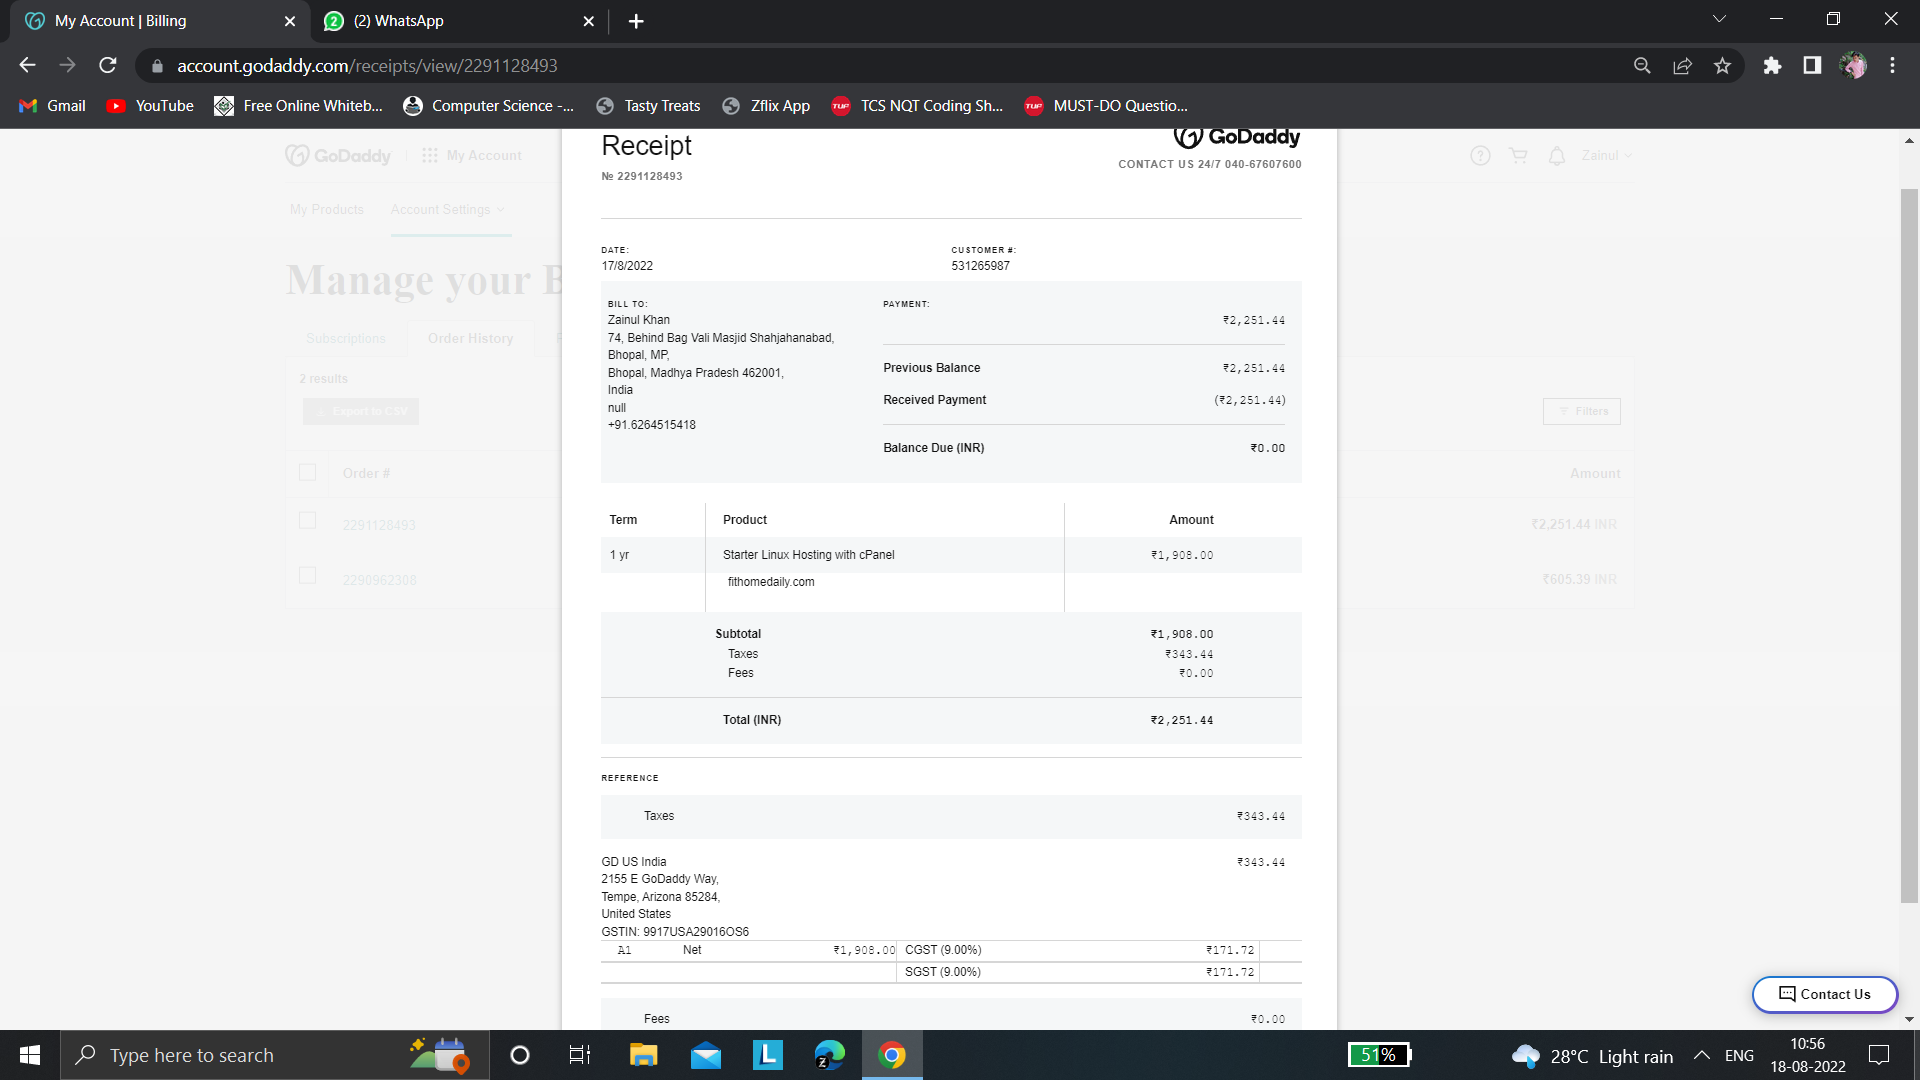 My Account | Billing
(2) WhatsApp
account.godaddy.com/receipts/view/2291128493
Gmail
YouTube
Free Online Whiteb...
Computer Science -...
Tasty Treats
Zflix App
TCS NQT Coding Sh...
MUST-DO Questio...
GoDaddy
My Account
Zainul
My Products
Account Settings
Manage your B
Subscriptions
Order History
2 results
Export to CSV
Filters
Order #
Amount
2291128493
₹2,251.44 INR
2290962308
₹605.39 INR
Receipt
GoDaddy
№ 2291128493
CONTACT US 24/7 040-67607600
DATE:
17/8/2022
CUSTOMER #:
531265987
BILL TO:
Zainul Khan
74, Behind Bag Vali Masjid Shahjahanabad,
Bhopal, MP,
Bhopal, Madhya Pradesh 462001,
India
null
+91.6264515418
PAYMENT:
₹2,251.44
Previous Balance ₹2,251.44
Received Payment (₹2,251.44)
Balance Due (INR) ₹0.00
Term Product Amount
1 yr Starter Linux Hosting with cPanel ₹1,908.00
fithomedaily.com
Subtotal ₹1,908.00
Taxes ₹343.44
Fees ₹0.00
Total (INR) ₹2,251.44
REFERENCE
Taxes ₹343.44
GD US India ₹343.44
2155 E GoDaddy Way,
Tempe, Arizona 85284,
United States
GSTIN: 9917USA29016OS6
A1 Net ₹1,908.00 CGST (9.00%) ₹171.72
SGST (9.00%) ₹171.72
Fees ₹0.00
Contact Us
Type here to search
51%
28°C Light rain
ENG
10:56
18-08-2022